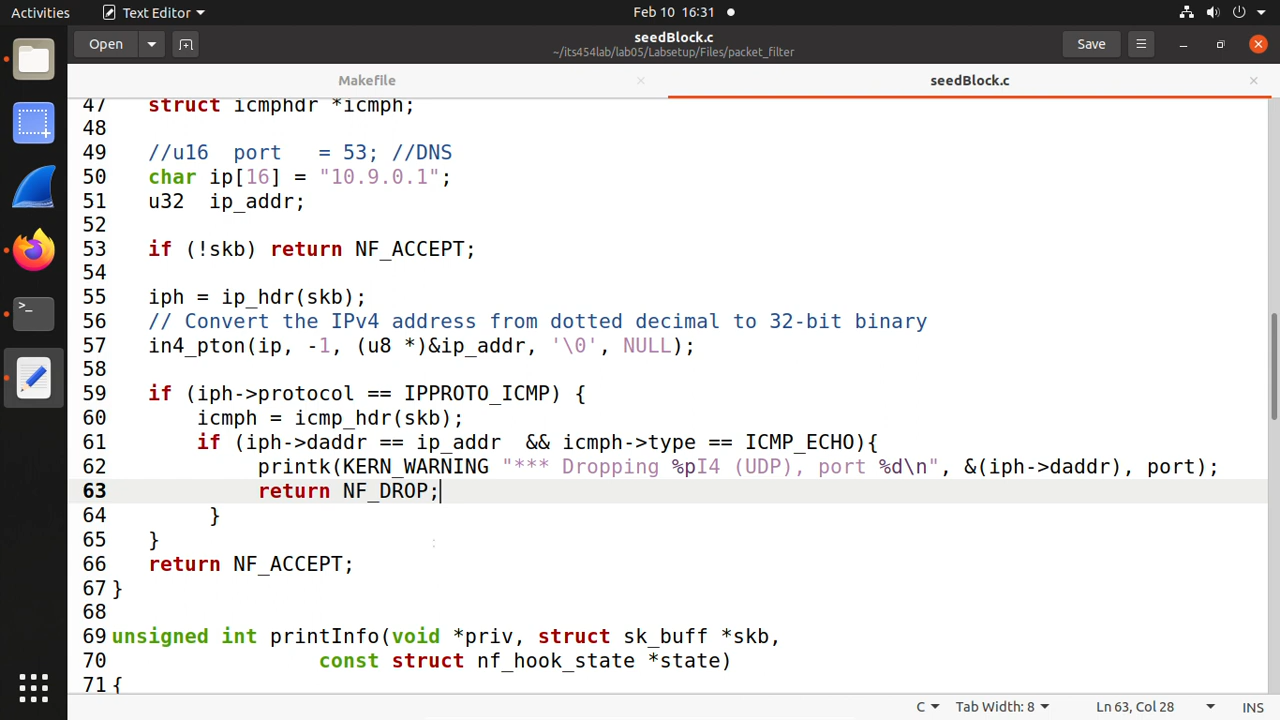 Activities Text Editor Feb 10 16:31
Open seedBlock.c Save
~/its454lab/lab05/Labsetup/Files/packet_filter
Makefile seedBlock.c
47 struct icmphdr *icmph;
48
49 //u16 port = 53; //DNS
50 char ip[16] = "10.9.0.1";
51 u32 ip_addr;
52
53 if (!skb) return NF_ACCEPT;
54
55 iph = ip_hdr(skb);
56 // Convert the IPv4 address from dotted decimal to 32-bit binary
57 in4_pton(ip, -1, (u8 *)&ip_addr, '\0', NULL);
58
59 if (iph->protocol == IPPROTO_ICMP) {
60 icmph = icmp_hdr(skb);
61 if (iph->daddr == ip_addr && icmph->type == ICMP_ECHO){
62 printk(KERN_WARNING "*** Dropping %pI4 (UDP), port %d\n", &(iph->daddr), port);
63 return NF_DROP;
64 }
65 }
66 return NF_ACCEPT;
67 }
68
69 unsigned int printInfo(void *priv, struct sk_buff *skb,
70 const struct nf_hook_state *state)
71 {
C Tab Width: 8 Ln 63, Col 28 INS